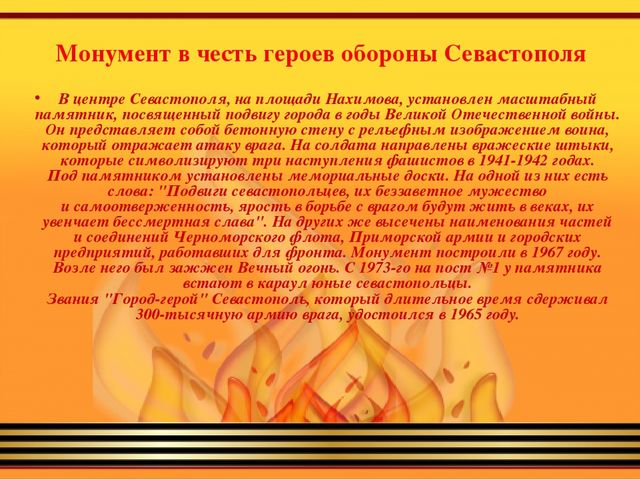 Монумент в честь героев обороны Севастополя
• В центре Севастополя, на площади Нахимова, установлен масштабный
памятник, посвященный подвигу города в годы Великой Отечественной войны.
Он представляет собой бетонную стену с рельефным изображением воина,
который отражает атаку врага. На солдата направлены вражеские штыки,
которые символизируют три наступления фашистов в 1941-1942 годах.
Под памятником установлены мемориальные доски. На одной из них есть
слова: "Подвиги севастопольцев, их беззаветное мужество
и самоотверженность, ярость в борьбе с врагом будут жить в веках, их
увенчает бессмертная слава". На других же высечены наименования частей
и соединений Черноморского флота, Приморской армии и городских
предприятий, работавших для фронта. Монумент построили в 1967 году.
Возле него был зажжен Вечный огонь. С 1973-го на пост №1 у памятника
встают в караул юные севастопольцы.
Звания "Город-герой" Севастополь, который длительное время сдерживал
300-тысячную армию врага, удостоился в 1965 году.